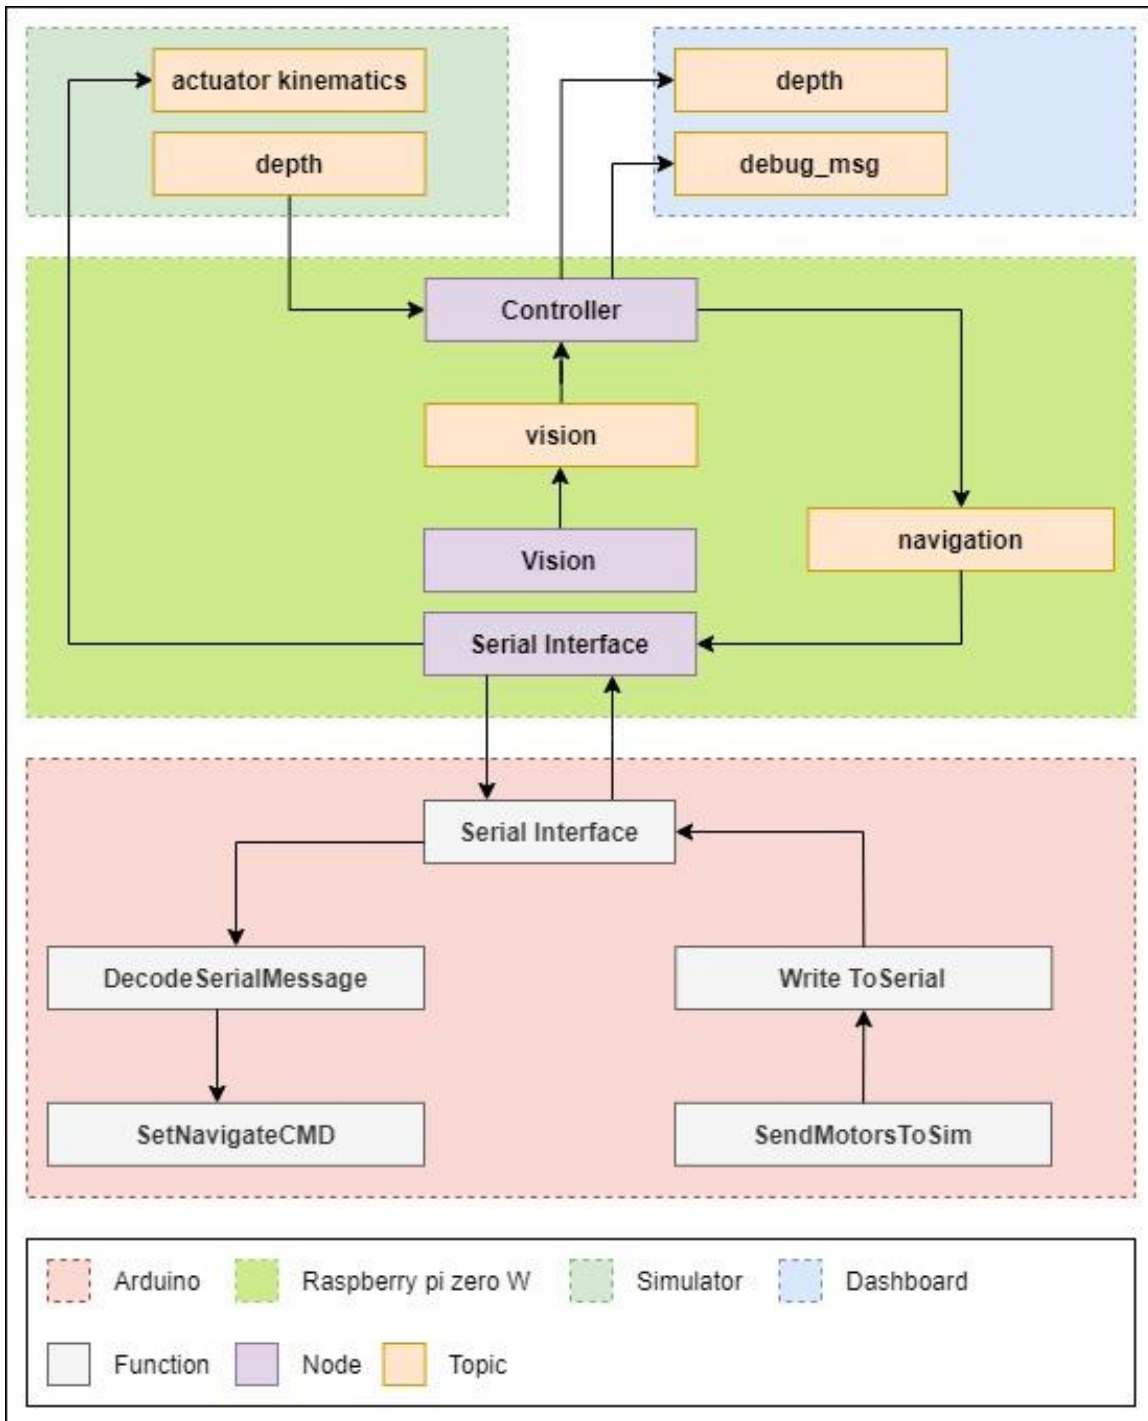 actuator kinematics
depth
depth
debug_msg
Controller
vision
Vision
navigation
Serial Interface
Serial Interface
DecodeSerialMessage
Write ToSerial
SetNavigateCMD
SendMotorsToSim
Arduino
Raspberry pi zero W
Simulator
Dashboard
Function
Node
Topic